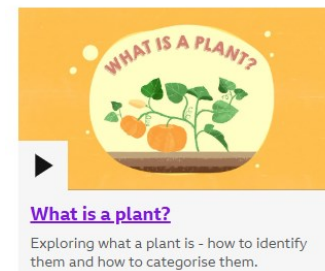 WHAT IS A PLANT?
What is a plant?
Exploring what a plant is - how to identify
them and how to categorise them.